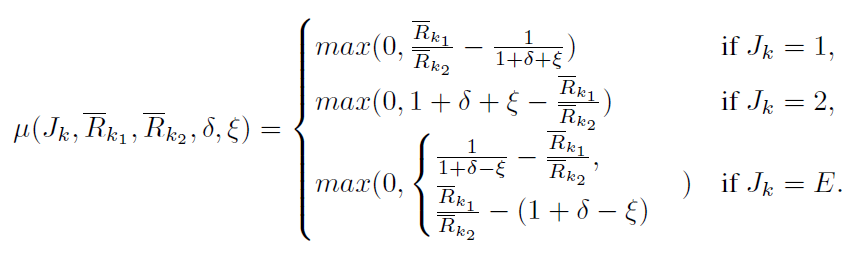 μ(J_k, R̅_{k_1}, R̅_{k_2}, δ, ξ) = {
max(0, R̅_{k_1}/R̅_{k_2} − 1/(1+δ+ξ)) if J_k = 1,
max(0, 1 + δ + ξ − R̅_{k_1}/R̅_{k_2}) if J_k = 2,
max(0, { 1/(1+δ−ξ) − R̅_{k_1}/R̅_{k_2},
R̅_{k_1}/R̅_{k_2} − (1 + δ − ξ) ) if J_k = E.